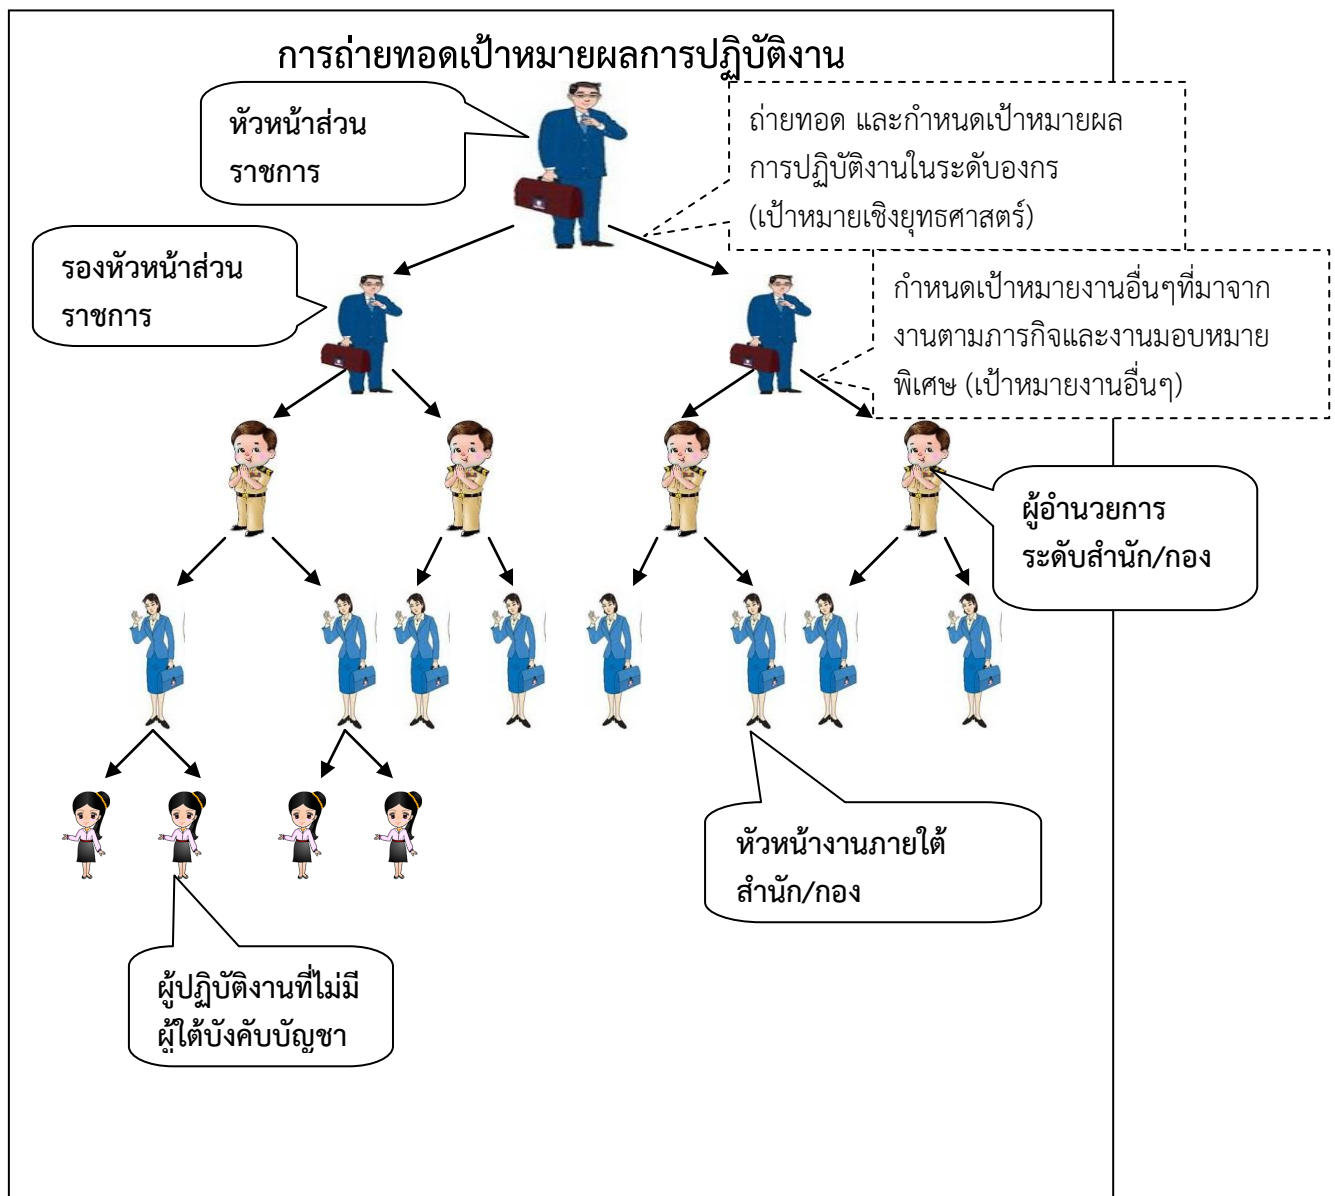 การถ่ายทอดเป้าหมายผลการปฏิบัติงาน
หัวหน้าส่วน
ราชการ
ถ่ายทอด และกำหนดเป้าหมายผล
การปฏิบัติงานในระดับองกร
(เป้าหมายเชิงยุทธศาสตร์)
รองหัวหน้าส่วน
ราชการ
กำหนดเป้าหมายงานอื่นๆที่มาจาก
งานตามภารกิจและงานมอบหมาย
พิเศษ (เป้าหมายงานอื่นๆ)
ผู้อำนวยการ
ระดับสำนัก/กอง
หัวหน้างานภายใต้
สำนัก/กอง
ผู้ปฏิบัติงานที่ไม่มี
ผู้ใต้บังคับบัญชา